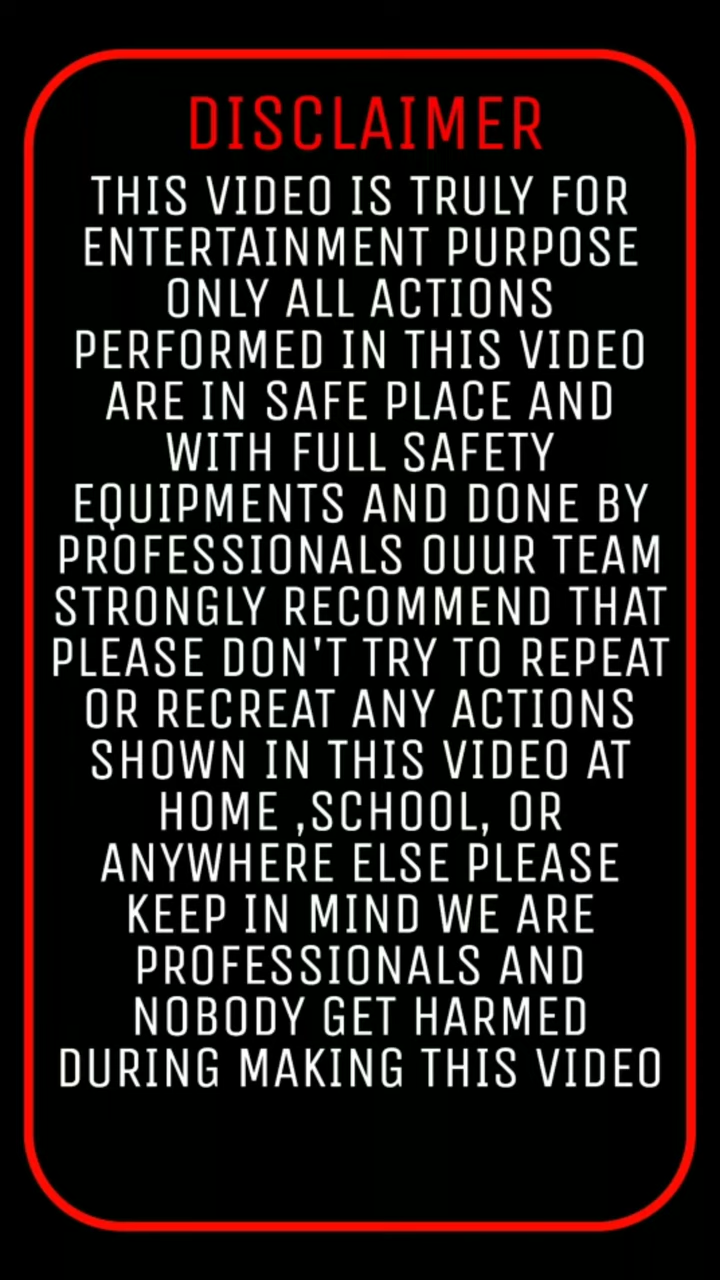 DISCLAIMER
THIS VIDEO IS TRULY FOR
ENTERTAINMENT PURPOSE
ONLY ALL ACTIONS
PERFORMED IN THIS VIDEO
ARE IN SAFE PLACE AND
WITH FULL SAFETY
EQUIPMENTS AND DONE BY
PROFESSIONALS OUUR TEAM
STRONGLY RECOMMEND THAT
PLEASE DON'T TRY TO REPEAT
OR RECREAT ANY ACTIONS
SHOWN IN THIS VIDEO AT
HOME ,SCHOOL, OR
ANYWHERE ELSE PLEASE
KEEP IN MIND WE ARE
PROFESSIONALS AND
NOBODY GET HARMED
DURING MAKING THIS VIDEO